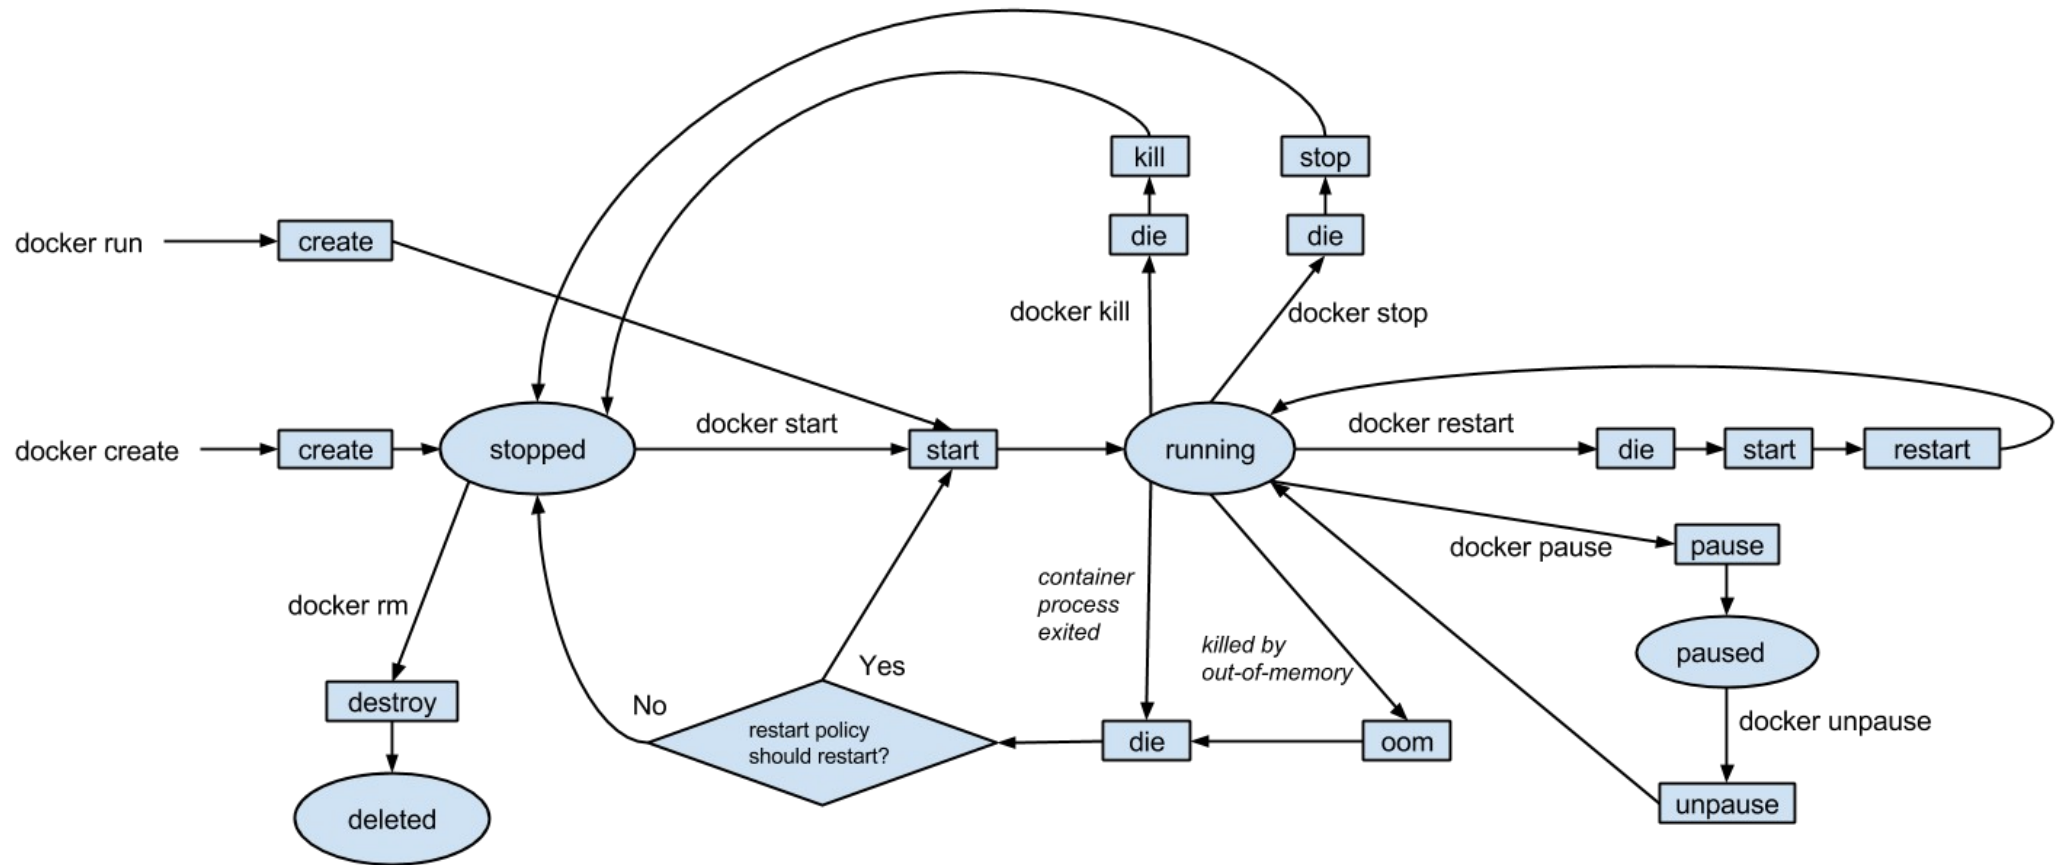 kill
stop
die
die
docker run
create
docker kill
docker stop
docker create
create
stopped
docker start
start
running
docker restart
die
start
restart
docker pause
pause
container
process
exited
docker rm
killed by
out-of-memory
paused
Yes
No
destroy
restart policy
should restart?
die
oom
docker unpause
unpause
deleted